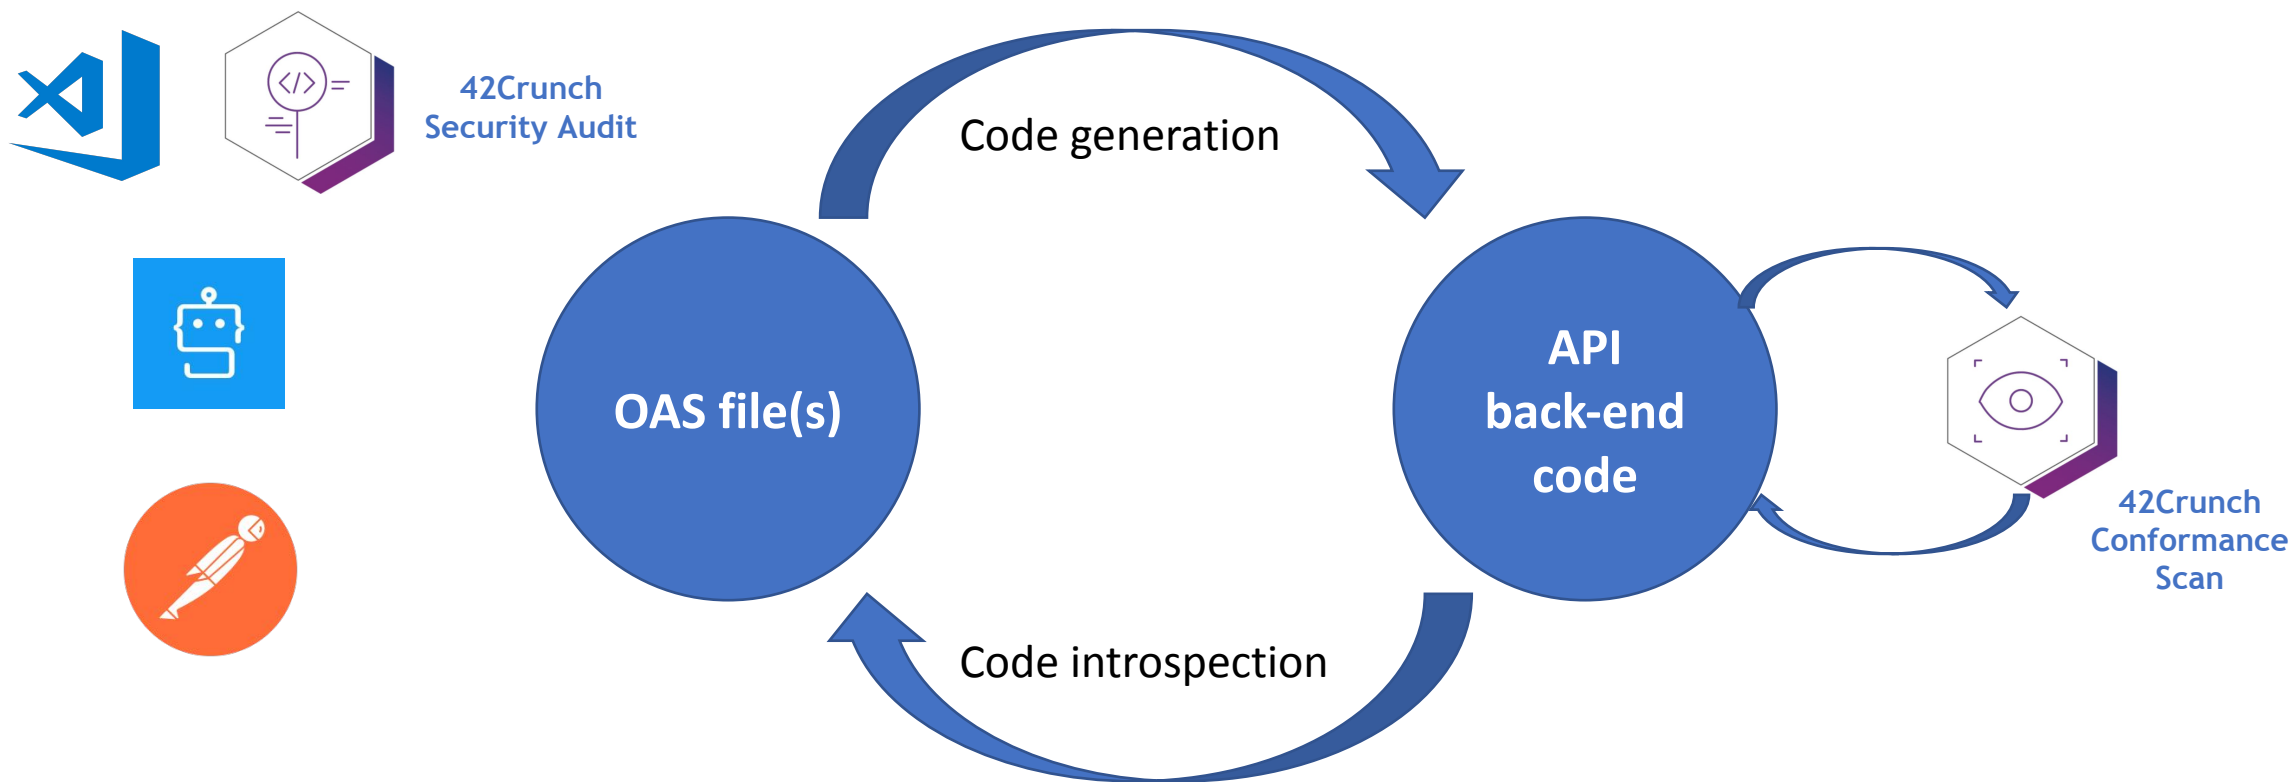 42Crunch
Security Audit
Code generation
OAS file(s)
API
back-end
code
42Crunch
Conformance
Scan
Code introspection